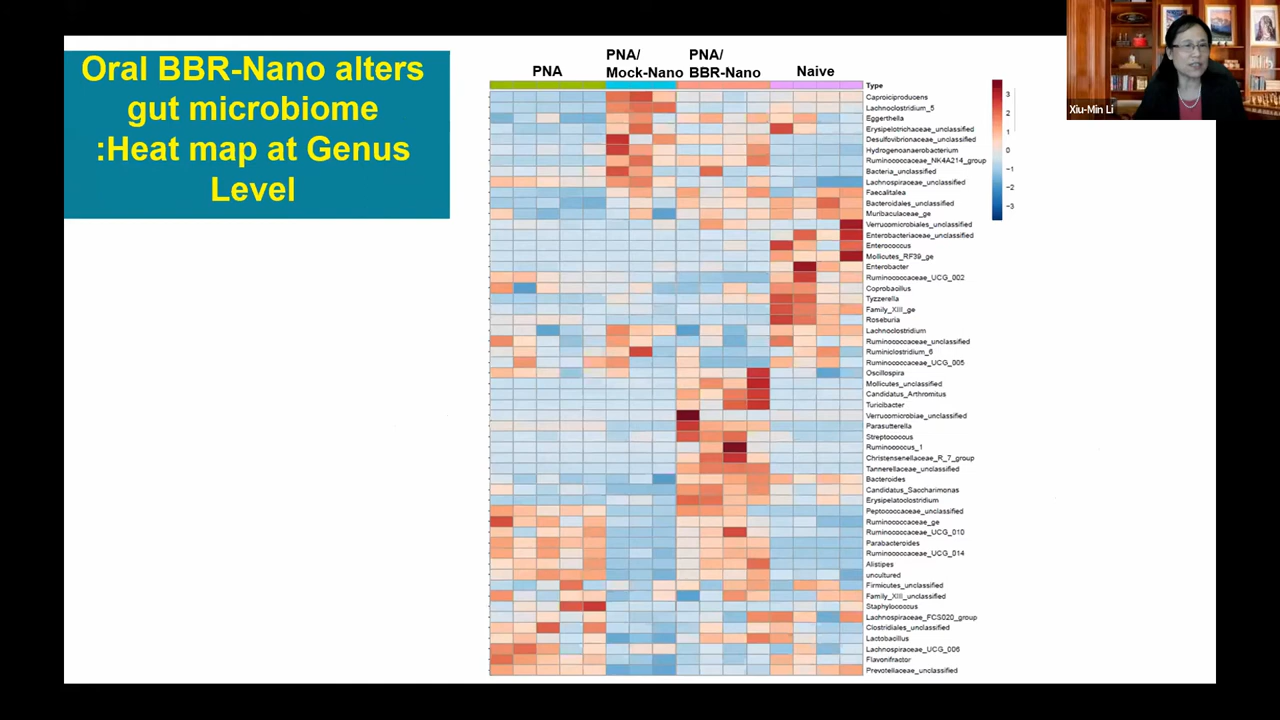 Oral BBR-Nano alters
gut microbiome
:Heat map at Genus
Level
PNA
PNA/
Mock-Nano
PNA/
BBR-Nano
Naive
Type
Caproiciproducens
Lachnoclostridium_5
Eggerthella
Erysipelotrichaceae_unclassified
Desulfovibrionaceae_unclassified
Hydrogenoanaerobacterium
Ruminococcaceae_NK4A214_group
Bacteria_unclassified
Lachnospiraceae_unclassified
Faecalitalea
Bacteroidales_unclassified
Muribaculaceae_ge
Verrucomicrobiales_unclassified
Enterobacteriaceae_unclassified
Enterococcus
Mollicutes_RF39_ge
Enterobacter
Ruminococcaceae_UCG_002
Coprobacillus
Tyzzerella
Family_XIII_ge
Roseburia
Lachnoclostridium
Ruminococcaceae_unclassified
Ruminiclostridium_6
Ruminococcaceae_UCG_005
Oscillospira
Mollicutes_unclassified
Candidatus_Arthromitus
Turicibacter
Verrucomicrobiae_unclassified
Parasutterella
Streptococcus
Ruminococcus_1
Christensenellaceae_R_7_group
Tannerellaceae_unclassified
Bacteroides
Candidatus_Saccharimonas
Erysipelatoclostridium
Peptococcaceae_unclassified
Ruminococcaceae_ge
Ruminococcaceae_UCG_010
Parabacteroides
Ruminococcaceae_UCG_014
Alistipes
uncultured
Firmicutes_unclassified
Family_XIII_unclassified
Staphylococcus
Lachnospiraceae_FCS020_group
Clostridiales_unclassified
Lactobacillus
Lachnospiraceae_UCG_006
Flavonifractor
Prevotellaceae_unclassified
3
2
1
0
−1
−2
−3
Xiu-Min Li